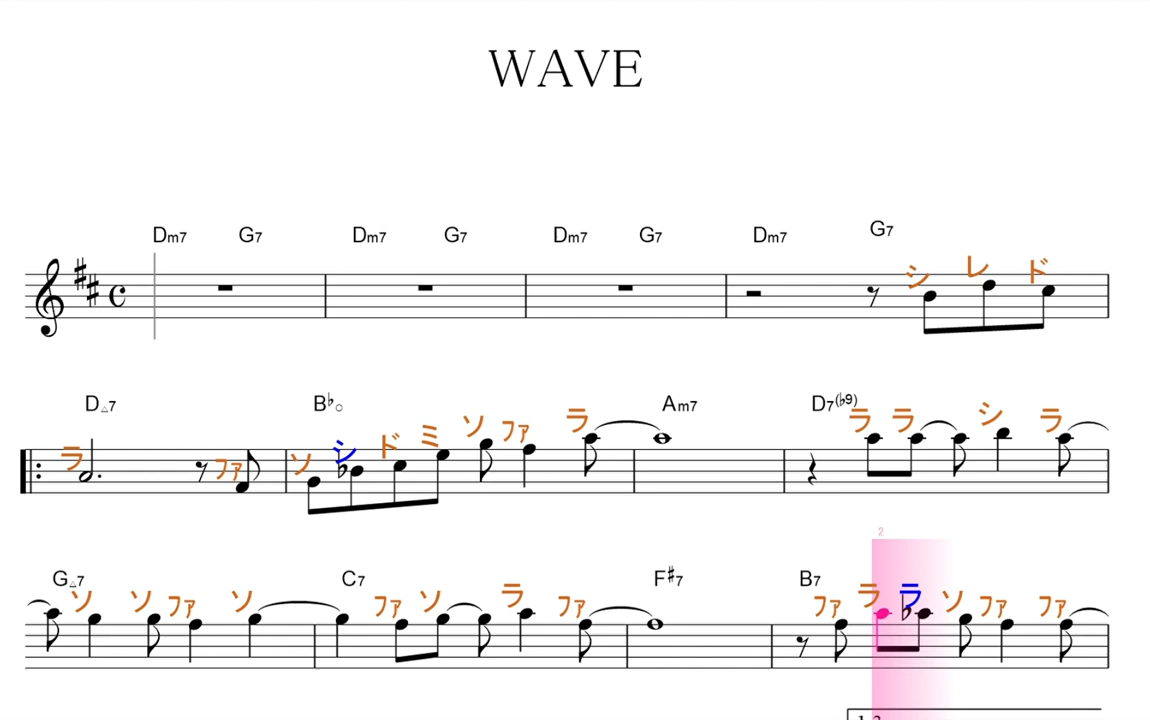 WAVE
Dm7 G7 Dm7 G7 Dm7 G7 Dm7 G7
シ レ ド
D△7 B♭○ Am7 D7(♭9)
ラ ファ ソ シ ド ミ ソ ファ ラ ラ ラ シ ラ
2
G△7 C7 F#7 B7
ソ ソ ファ ソ ファ ソ ラ ファ ファ ラ ラ ソ ファ ファ